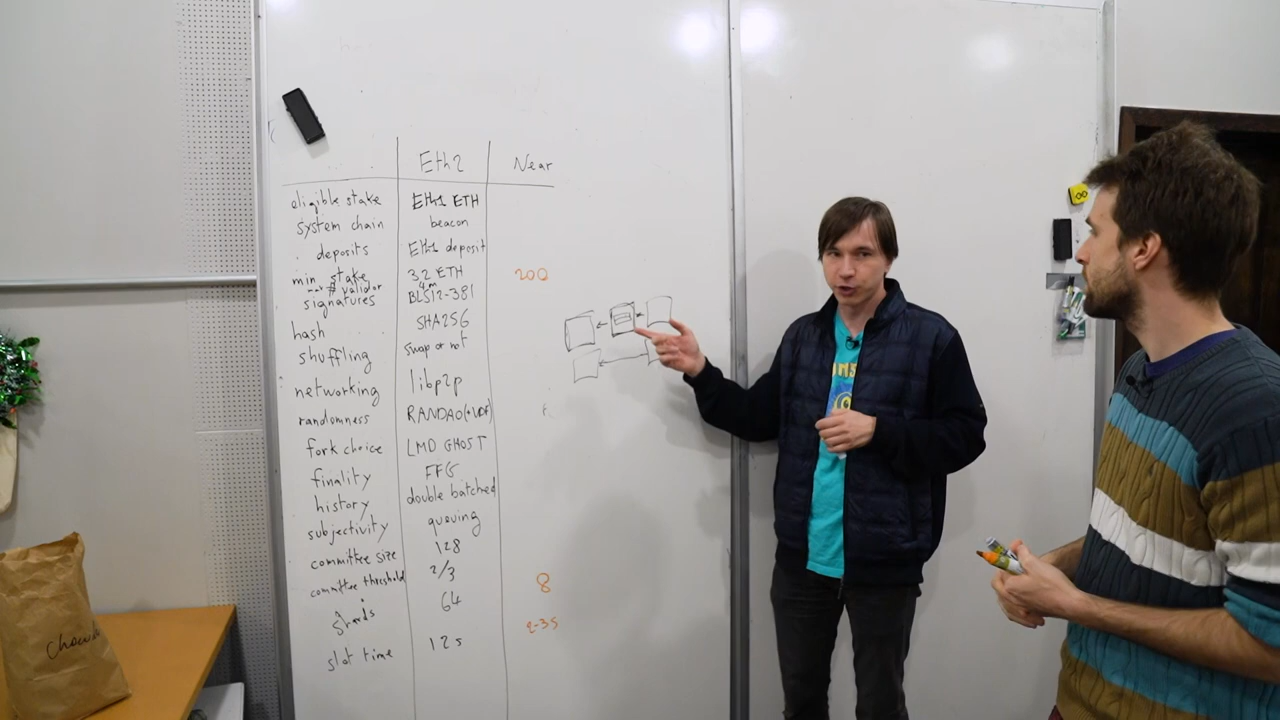 Eth2 Near
eligible stake Eth1 ETH
system chain beacon
deposits Eth1 deposit
min stake 32 ETH 200
max # validor 4m
signatures BLS12-381
hash SHA256
shuffling swap or not
networking libp2p
randomness RANDAO(+VDF)
fork choice LMD GHOST
finality FFG
history double batched
subjectivity queuing
committee size 128
committee threshold 2/3
shards 64 8
slot time 12s 2-3s